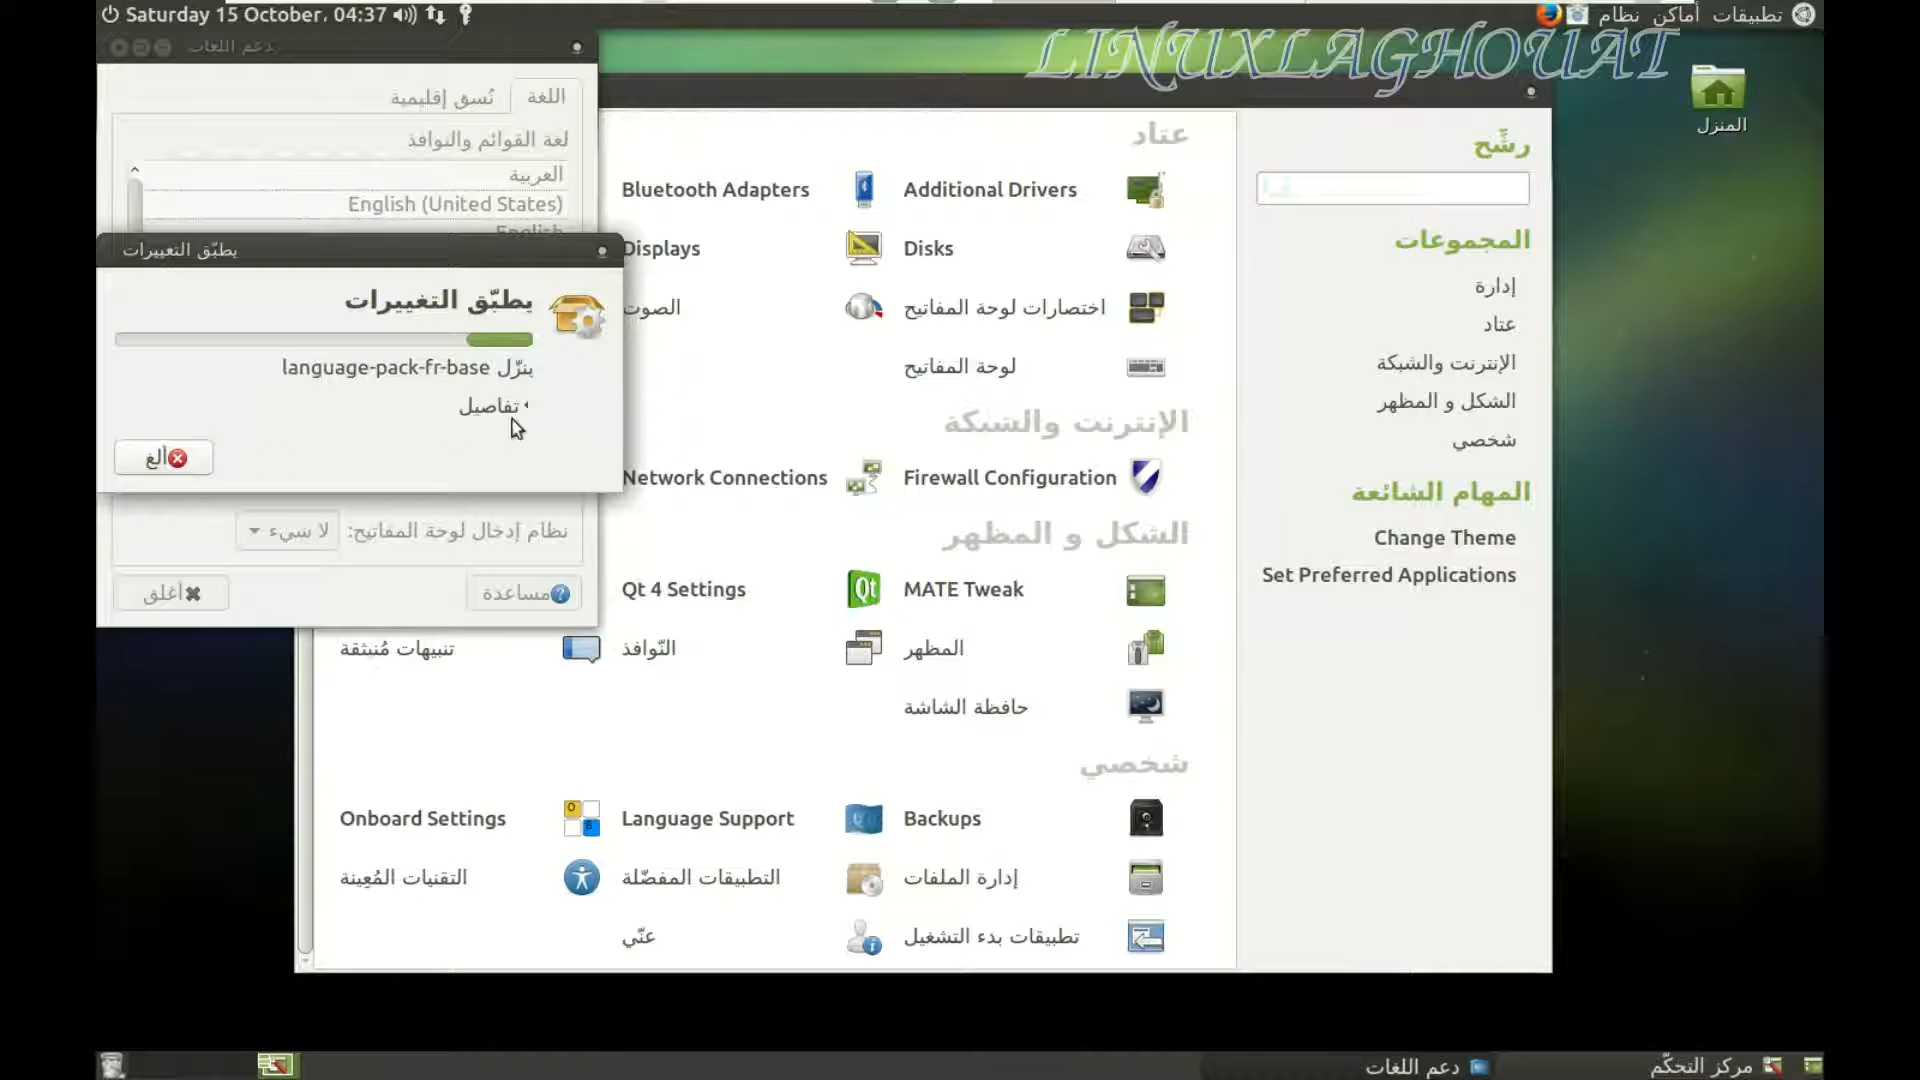 Saturday 15 October، 04:37
تطبيقات أماكن نظام
LINUXLAGHOUAT
المنزل
دعم اللغات
اللغة
نُسق إقليمية
لغة القوائم والنوافذ
العربية
English (United States)
English
يطبّق التغييرات
يطبّق التغييرات
ينزّل language-pack-fr-base
تفاصيل
ألغ
نظام إدخال لوحة المفاتيح:
لا شيء
مساعدة
أغلق
رشّح
المجموعات
إدارة
عتاد
الإنترنت والشبكة
الشكل و المظهر
شخصي
المهام الشائعة
Change Theme
Set Preferred Applications
عتاد
Additional Drivers
Bluetooth Adapters
Disks
Displays
اختصارات لوحة المفاتيح
الصوت
لوحة المفاتيح
الإنترنت والشبكة
Firewall Configuration
Network Connections
الشكل و المظهر
MATE Tweak
Qt 4 Settings
المظهر
النّوافذ
تنبيهات مُنبثقة
حافظة الشاشة
شخصي
Backups
Language Support
Onboard Settings
إدارة الملفات
التطبيقات المفضّلة
التقنيات المُعِينة
تطبيقات بدء التشغيل
عنّي
مركز التحكّم
دعم اللغات